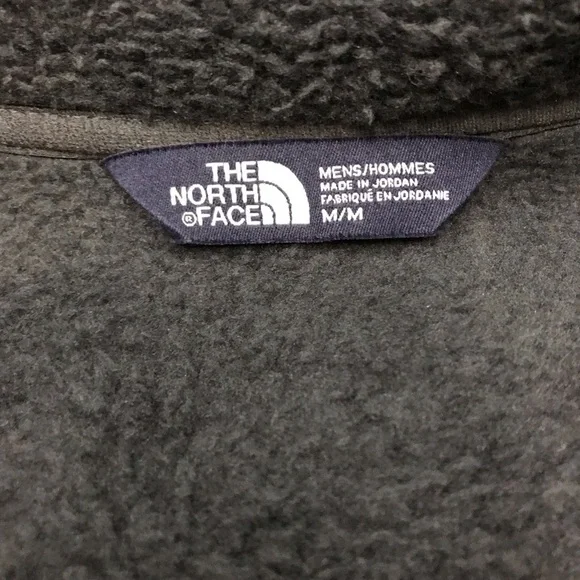 THE
NORTH
®FACE
MENS/HOMMES
MADE IN JORDAN
FABRIQUÉ EN JORDANIE
M/M